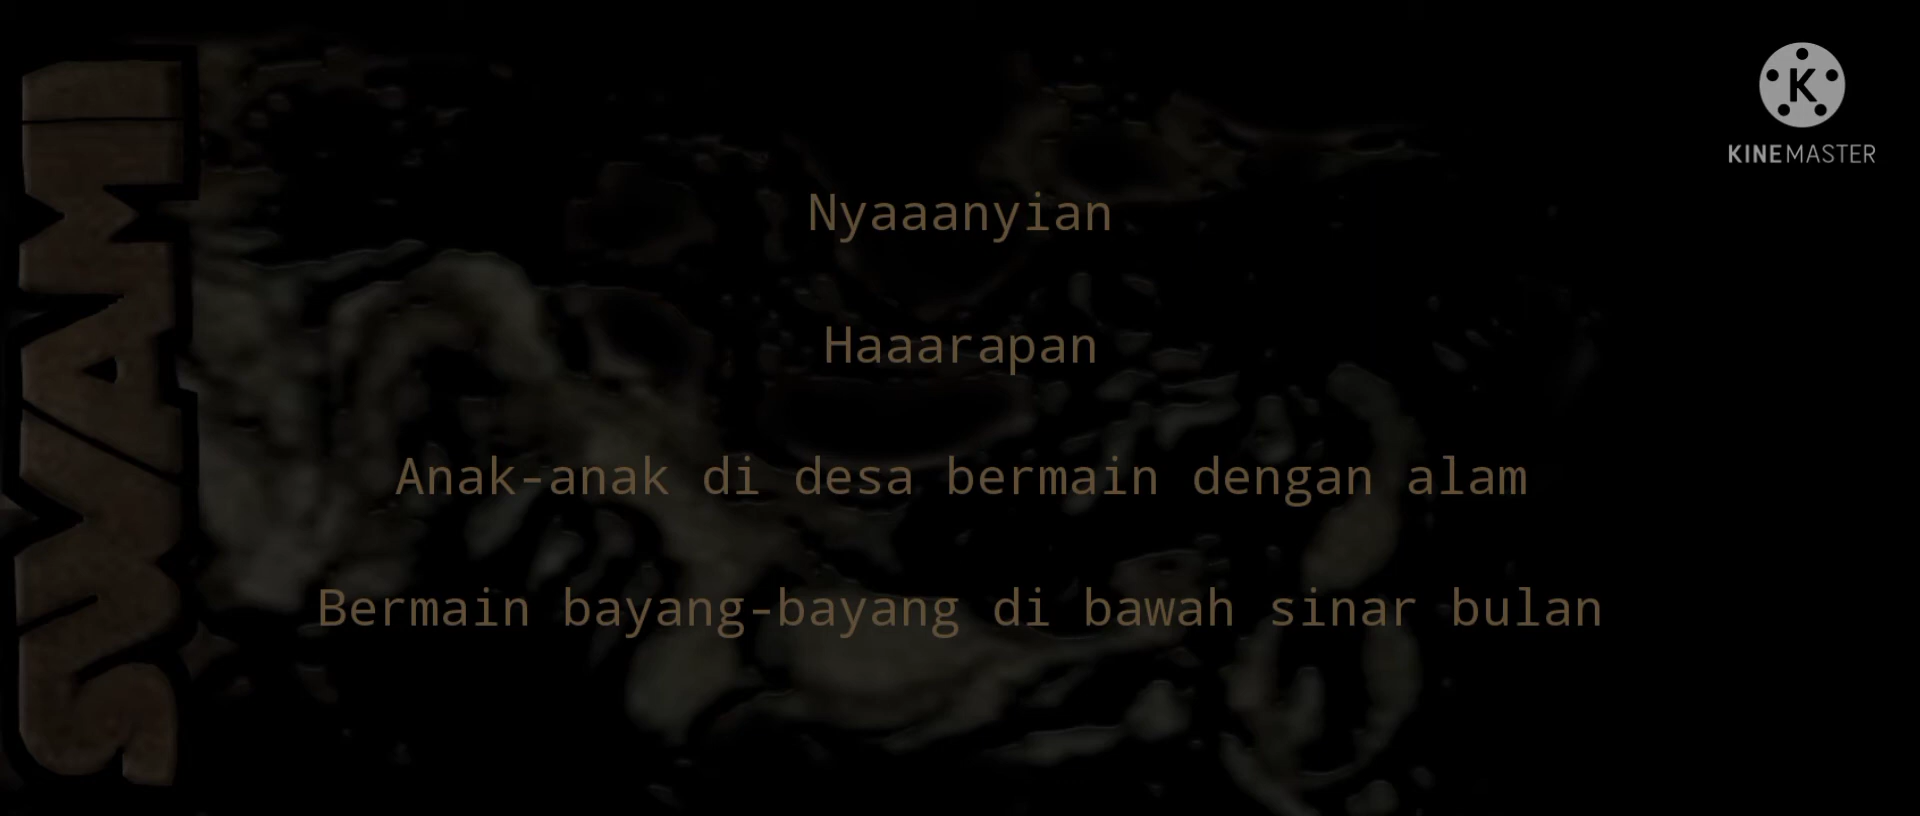 SWAMI
KINEMASTER
Nyaaanyian
Haaarapan
Anak-anak di desa bermain dengan alam
Bermain bayang-bayang di bawah sinar bulan